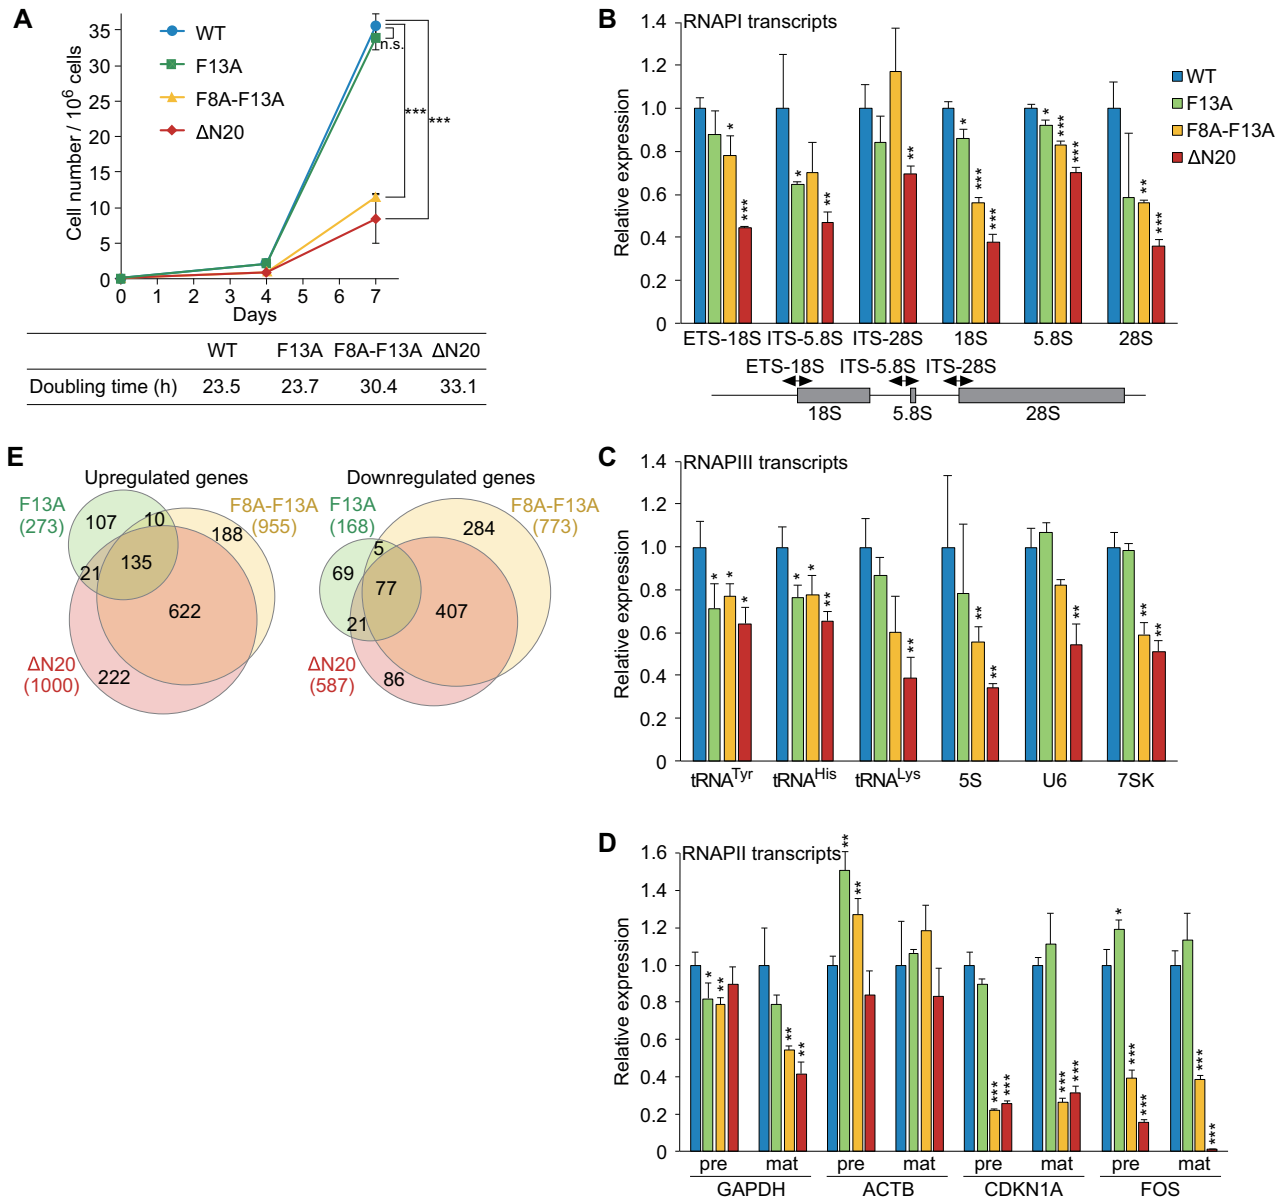 A
Cell number / 10⁶ cells
35
30
25
20
15
10
5
0
0 1 2 3 4 5 6 7
Days
WT
F13A
F8A-F13A
ΔN20
n.s.
***
***
WT F13A F8A-F13A ΔN20
Doubling time (h) 23.5 23.7 30.4 33.1
B
RNAPI transcripts
Relative expression
1.4
1.2
1.0
0.8
0.6
0.4
0.2
0
WT
F13A
F8A-F13A
ΔN20
* *** * ** ** * *** *** * *** *** ** ***
ETS-18S ITS-5.8S ITS-28S 18S 5.8S 28S
ETS-18S ITS-5.8S ITS-28S
18S 5.8S 28S
E
Upregulated genes
F13A
(273)
F8A-F13A
(955)
ΔN20
(1000)
107
10
188
135
21
622
222
Downregulated genes
F13A
(168)
F8A-F13A
(773)
ΔN20
(587)
284
5
69
77
407
21
86
C
RNAPIII transcripts
Relative expression
1.4
1.2
1.0
0.8
0.6
0.4
0.2
0
* * * * * ** ** ** ** ** ** **
tRNAᵀʸʳ tRNAᴴⁱˢ tRNAᴸʸˢ 5S U6 7SK
D
RNAPII transcripts
Relative expression
1.6
1.4
1.2
1.0
0.8
0.6
0.4
0.2
0
* ** ** ** ** ** *** *** *** *** * *** *** *** ***
pre mat pre mat pre mat pre mat
GAPDH ACTB CDKN1A FOS